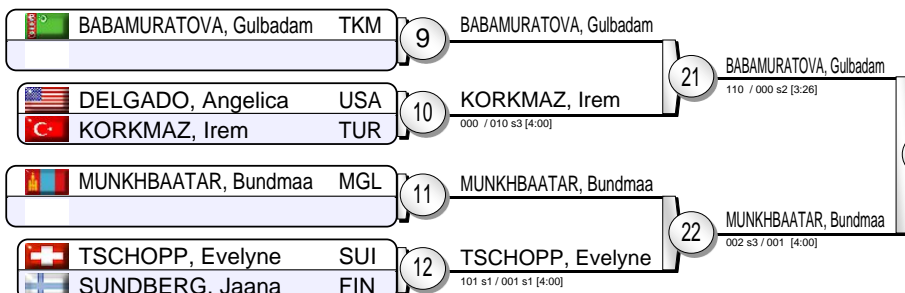 BABAMURATOVA, Gulbadam TKM
9
BABAMURATOVA, Gulbadam
21
BABAMURATOVA, Gulbadam
110 / 000 s2 [3:26]
DELGADO, Angelica USA
KORKMAZ, Irem TUR
10
KORKMAZ, Irem
000 / 010 s3 [4:00]
MUNKHBAATAR, Bundmaa MGL
11
MUNKHBAATAR, Bundmaa
22
MUNKHBAATAR, Bundmaa
002 s3 / 001 [4:00]
TSCHOPP, Evelyne SUI
SUNDBERG, Jaana FIN
12
TSCHOPP, Evelyne
101 s1 / 001 s1 [4:00]